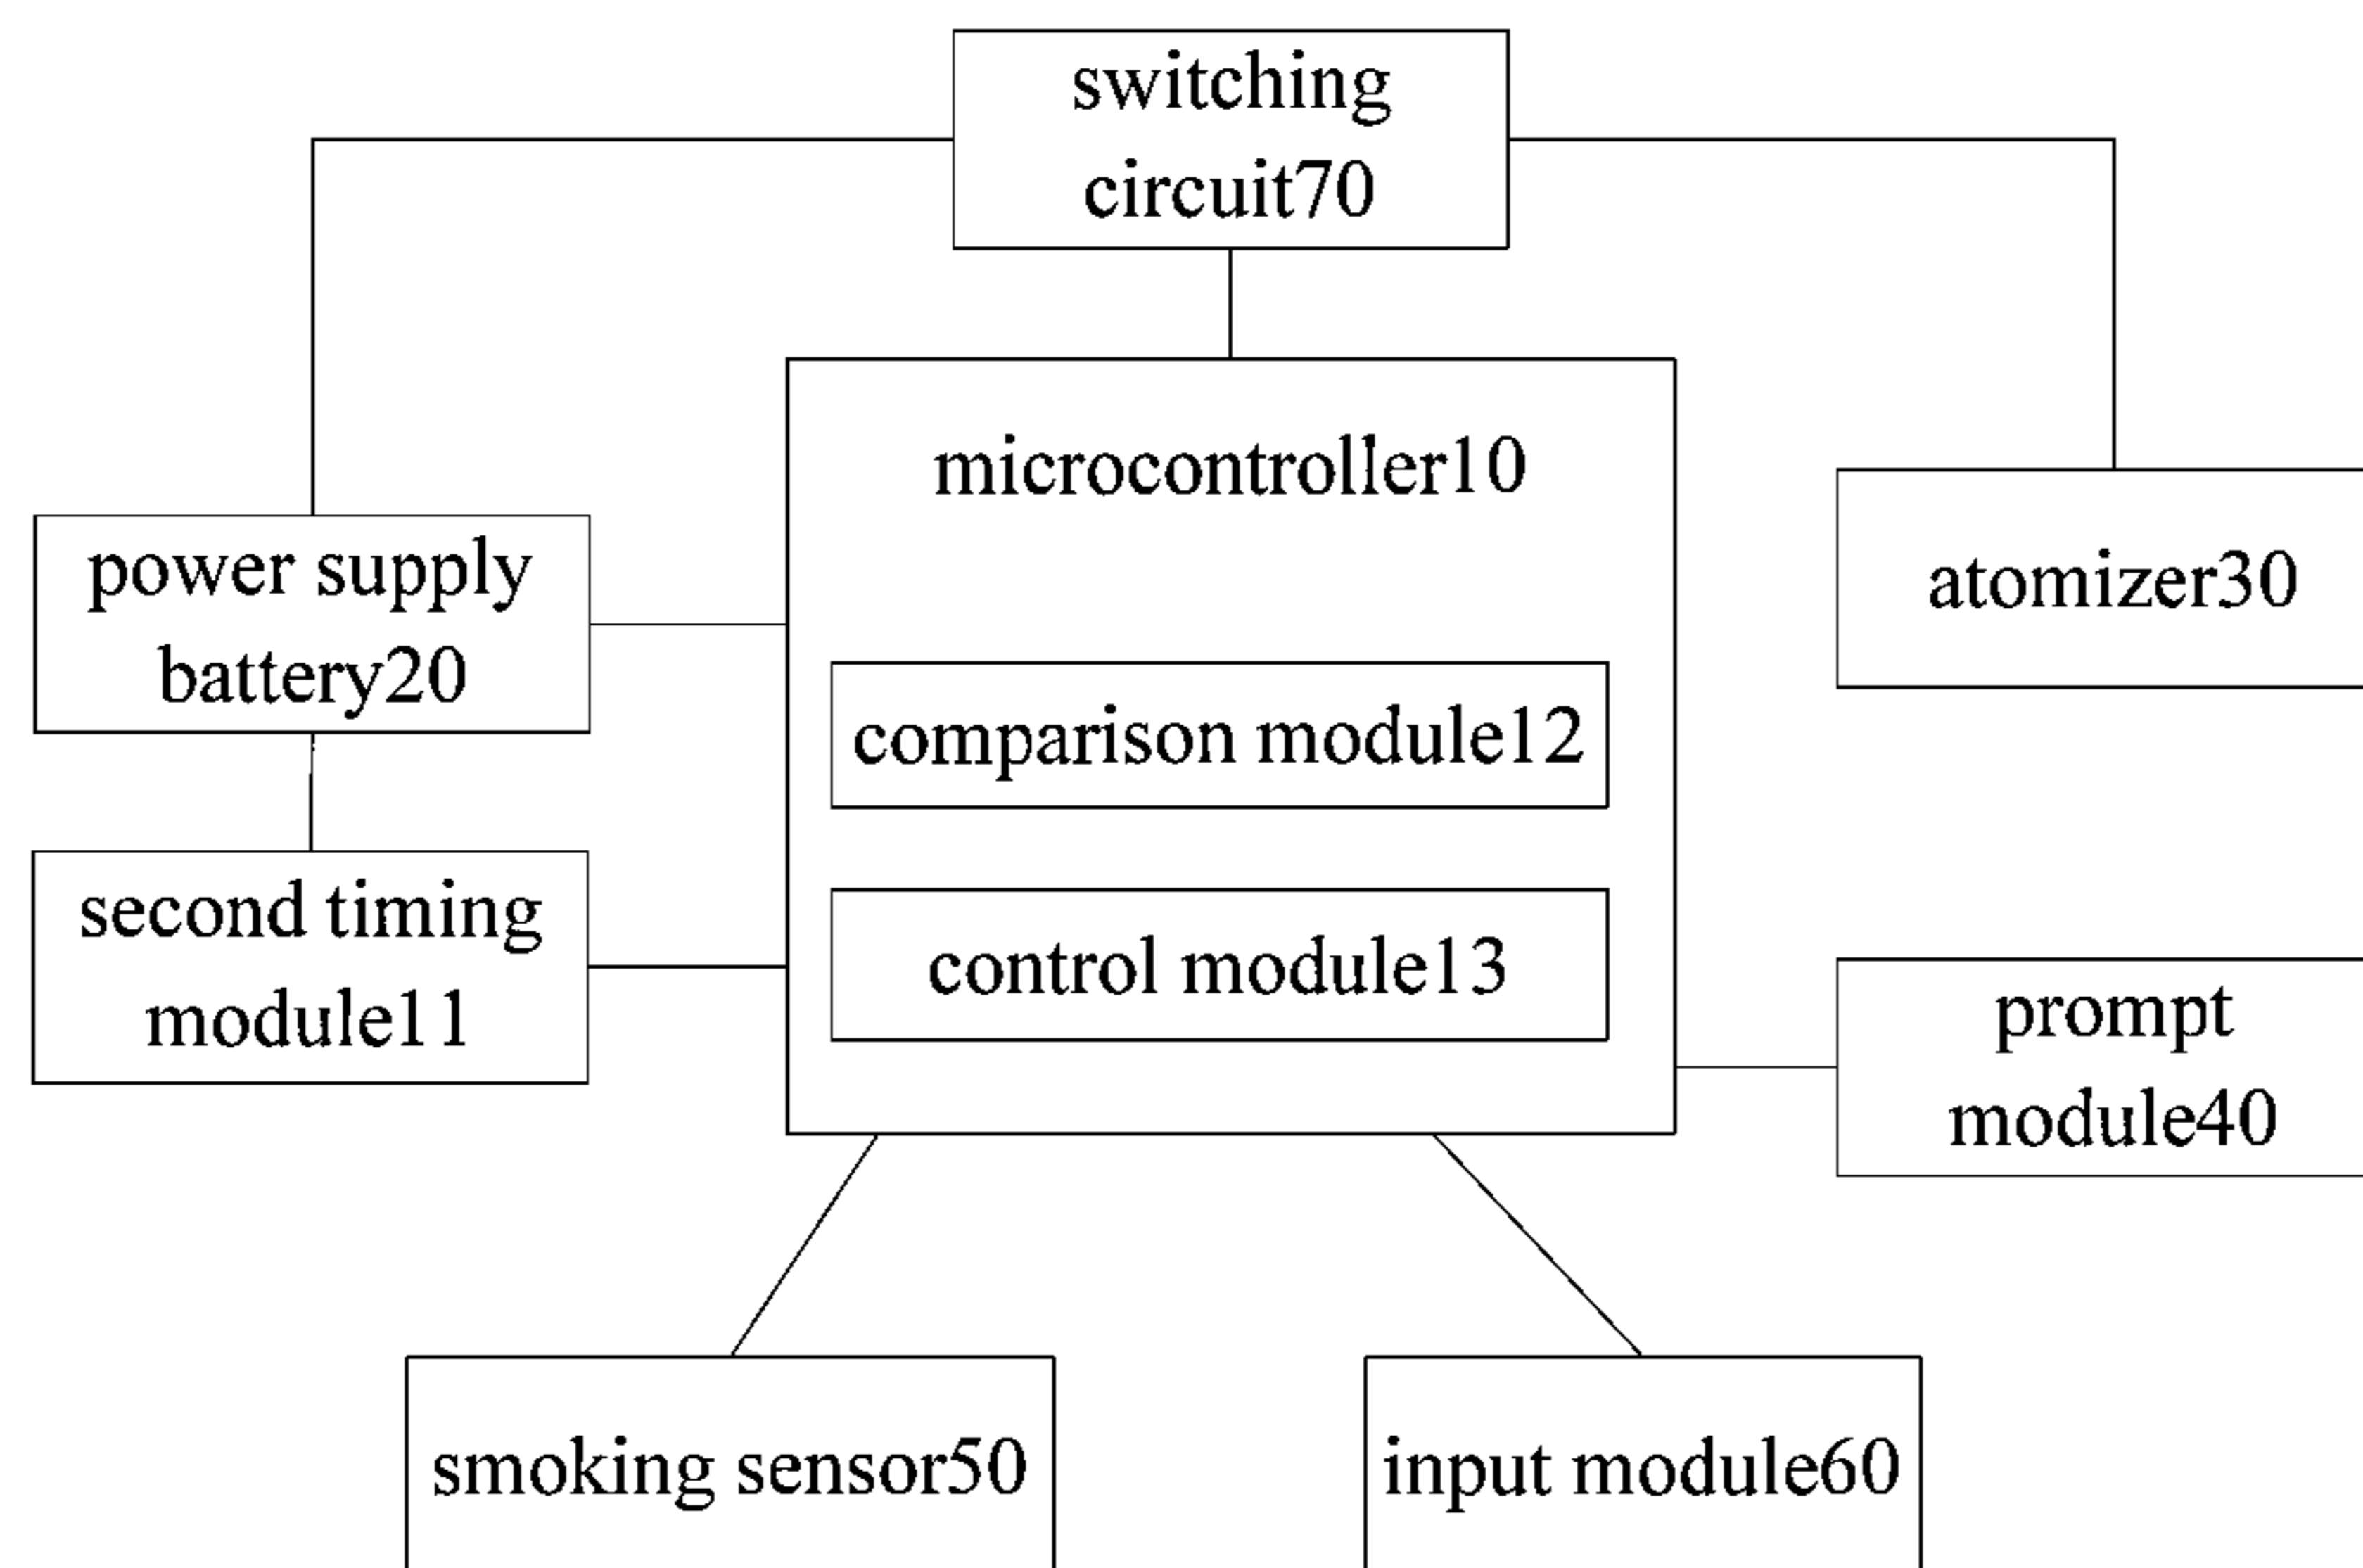 switching
circuit70
microcontroller10
power supply
battery20
atomizer30
comparison module12
second timing
module11
control module13
prompt
module40
smoking sensor50
input module60